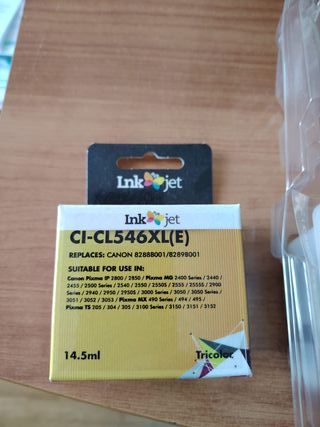 Ink jet
Ink jet
CI-CL546XL(E)
REPLACES: CANON 8288B001/8289B001
SUITABLE FOR USE IN:
Canon Pixma IP 2800 / 2850 / Pixma MG 2400 Series / 2440 /
2455 / 2500 Series / 2540 / 2550 / 2550S / 2555 / 2555S / 2900
Series / 2940 / 2950 / 2950S / 3000 Series / 3050 / 3050 Series /
3051 / 3052 / 3053 / Pixma MX 490 Series / 494 / 495 /
Pixma TS 205 / 304 / 305 / 3100 Series / 3150 / 3151 / 3152
14.5ml
Tricolor